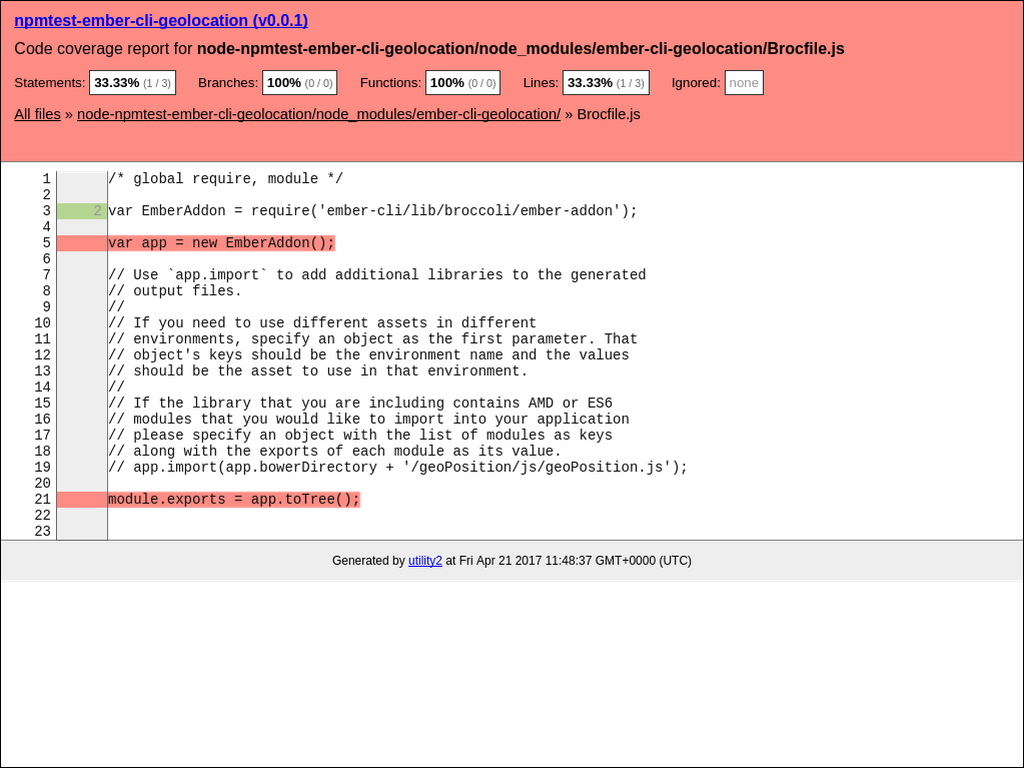 npmtest-ember-cli-geolocation (v0.0.1)
Code coverage report for node-npmtest-ember-cli-geolocation/node_modules/ember-cli-geolocation/Brocfile.js
Statements: 33.33% (1 / 3) Branches: 100% (0 / 0) Functions: 100% (0 / 0) Lines: 33.33% (1 / 3) Ignored: none
All files » node-npmtest-ember-cli-geolocation/node_modules/ember-cli-geolocation/ » Brocfile.js
1 /* global require, module */
2
3 2 var EmberAddon = require('ember-cli/lib/broccoli/ember-addon');
4
5 var app = new EmberAddon();
6
7 // Use `app.import` to add additional libraries to the generated
8 // output files.
9 //
10 // If you need to use different assets in different
11 // environments, specify an object as the first parameter. That
12 // object's keys should be the environment name and the values
13 // should be the asset to use in that environment.
14 //
15 // If the library that you are including contains AMD or ES6
16 // modules that you would like to import into your application
17 // please specify an object with the list of modules as keys
18 // along with the exports of each module as its value.
19 // app.import(app.bowerDirectory + '/geoPosition/js/geoPosition.js');
20
21 module.exports = app.toTree();
22
23
Generated by utility2 at Fri Apr 21 2017 11:48:37 GMT+0000 (UTC)